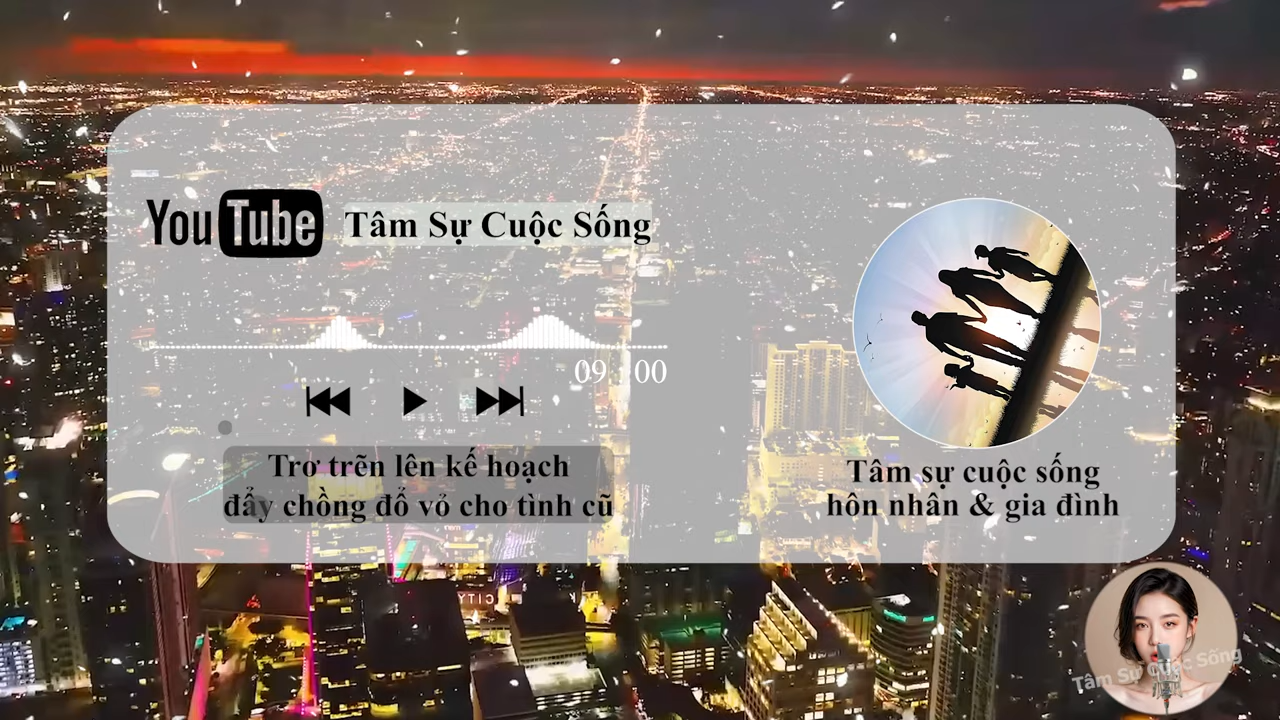 YouTube
Tâm Sự Cuộc Sống
09 : 00
Trơ trẽn lên kế hoạch
đẩy chồng đổ vỏ cho tình cũ
Tâm sự cuộc sống
hôn nhân & gia đình
CITY
Tâm Sự Cuộc Sống